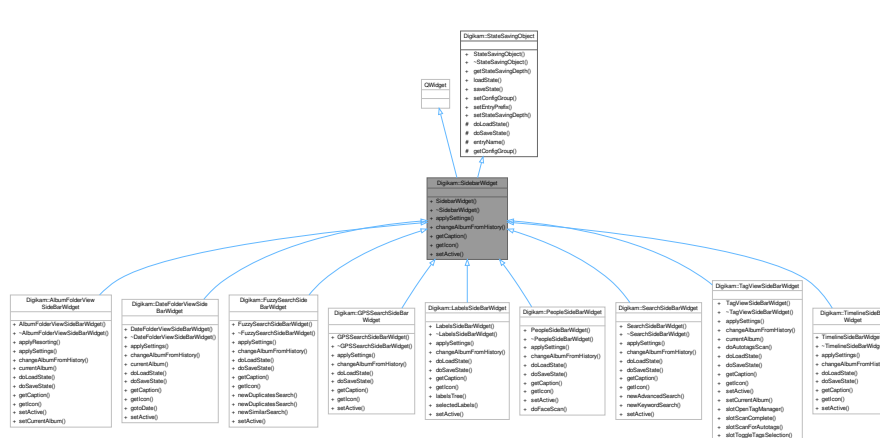 Digikam::StateSavingObject
+ StateSavingObject()
+ ~StateSavingObject()
+ getStateSavingDepth()
+ loadState()
+ saveState()
+ setConfigGroup()
+ setEntryPrefix()
+ setStateSavingDepth()
# doLoadState()
# doSaveState()
# entryName()
# getConfigGroup()
QWidget
Digikam::SidebarWidget
+ SidebarWidget()
+ ~SidebarWidget()
+ applySettings()
+ changeAlbumFromHistory()
+ getCaption()
+ getIcon()
+ setActive()
Digikam::AlbumFolderView
SideBarWidget
+ AlbumFolderViewSideBarWidget()
+ ~AlbumFolderViewSideBarWidget()
+ applySettings()
+ changeAlbumFromHistory()
+ currentAlbum()
+ doLoadState()
+ doSaveState()
+ getCaption()
+ getIcon()
+ setActive()
+ setCurrentAlbum()
Digikam::DateFolderViewSide
BarWidget
+ DateFolderViewSideBarWidget()
+ ~DateFolderViewSideBarWidget()
+ applySettings()
+ changeAlbumFromHistory()
+ currentAlbum()
+ doLoadState()
+ doSaveState()
+ getCaption()
+ getIcon()
+ gotoDate()
+ setActive()
Digikam::FuzzySearchSide
BarWidget
+ FuzzySearchSideBarWidget()
+ ~FuzzySearchSideBarWidget()
+ applySettings()
+ changeAlbumFromHistory()
+ doLoadState()
+ doSaveState()
+ getCaption()
+ getIcon()
+ newDuplicatesSearch()
+ newDuplicatesSearch()
+ newSimilarSearch()
+ setActive()
Digikam::GPSSearchSideBar
Widget
+ GPSSearchSideBarWidget()
+ ~GPSSearchSideBarWidget()
+ applySettings()
+ changeAlbumFromHistory()
+ doLoadState()
+ doSaveState()
+ getCaption()
+ getIcon()
+ setActive()
Digikam::LabelsSideBarWidget
+ LabelsSideBarWidget()
+ ~LabelsSideBarWidget()
+ applySettings()
+ changeAlbumFromHistory()
+ doLoadState()
+ doSaveState()
+ getCaption()
+ getIcon()
+ labelsTree()
+ selectedLabels()
+ setActive()
Digikam::PeopleSideBarWidget
+ PeopleSideBarWidget()
+ ~PeopleSideBarWidget()
+ applySettings()
+ changeAlbumFromHistory()
+ doLoadState()
+ doSaveState()
+ getCaption()
+ getIcon()
+ setActive()
+ doFaceScan()
Digikam::SearchSideBarWidget
+ SearchSideBarWidget()
+ ~SearchSideBarWidget()
+ applySettings()
+ changeAlbumFromHistory()
+ doLoadState()
+ doSaveState()
+ getCaption()
+ getIcon()
+ newAdvancedSearch()
+ newKeywordSearch()
+ setActive()
Digikam::TagViewSideBarWidget
+ TagViewSideBarWidget()
+ ~TagViewSideBarWidget()
+ applySettings()
+ changeAlbumFromHistory()
+ currentAlbum()
+ doAutotagsScan()
+ doLoadState()
+ doSaveState()
+ getCaption()
+ getIcon()
+ setActive()
+ setCurrentAlbum()
+ slotOpenTagManager()
+ slotScanComplete()
+ slotScanForAutotags()
+ slotToggleTagsSelection()
Digikam::TimelineSideB
Widget
+ TimelineSideBarWidget
+ ~TimelineSideBarWidge
+ applySettings()
+ changeAlbumFromHist
+ doLoadState()
+ doSaveState()
+ getCaption()
+ getIcon()
+ setActive()